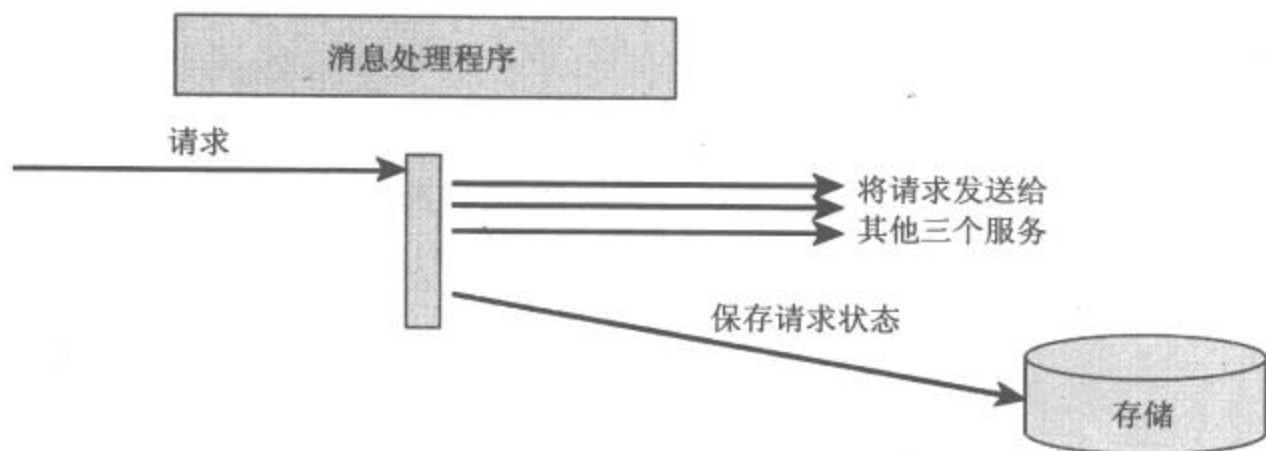 消息处理程序
请求
将请求发送给
其他三个服务
保存请求状态
存储